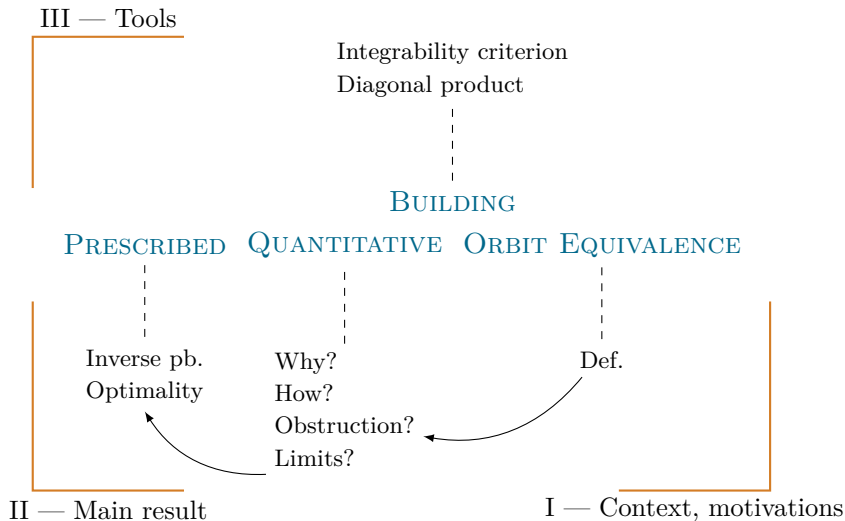 III — Tools
Integrability criterion
Diagonal product
Building
Prescribed Quantitative Orbit Equivalence
Inverse pb.
Optimality
Why?
How?
Obstruction?
Limits?
Def.
II — Main result
I — Context, motivations